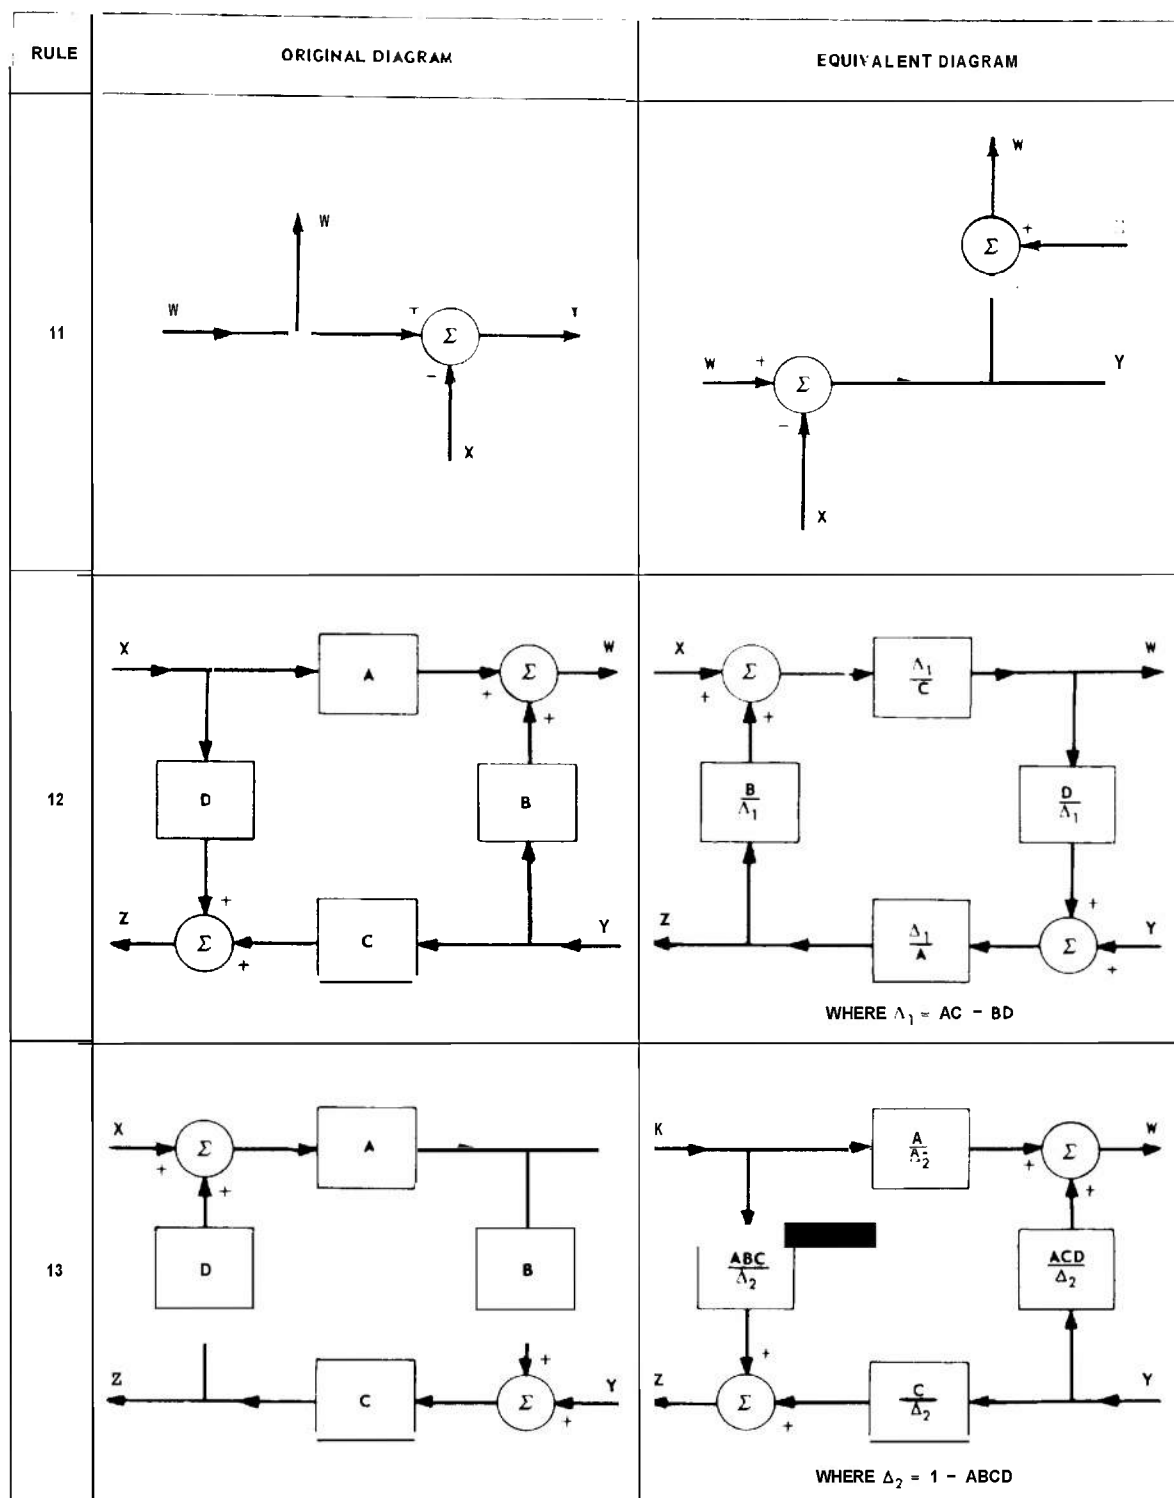 RULE ORIGINAL DIAGRAM EQUIVALENT DIAGRAM
11
W
W + Σ Y
-
X
W
Σ +
W + Σ Y
-
X
12
X A + Σ W
+
D B
Z + Σ + C Y
X + Σ Δ1/C W
+
B/Δ1 D/Δ1
+
Z Δ1/A Σ + Y
WHERE Δ1 = AC - BD
13
X + Σ A
+
D B
+
Z C Σ + Y
K A/Δ2 + Σ W
+
ABC/Δ2 ACD/Δ2
+
Z Σ + C/Δ2 Y
WHERE Δ2 = 1 - ABCD